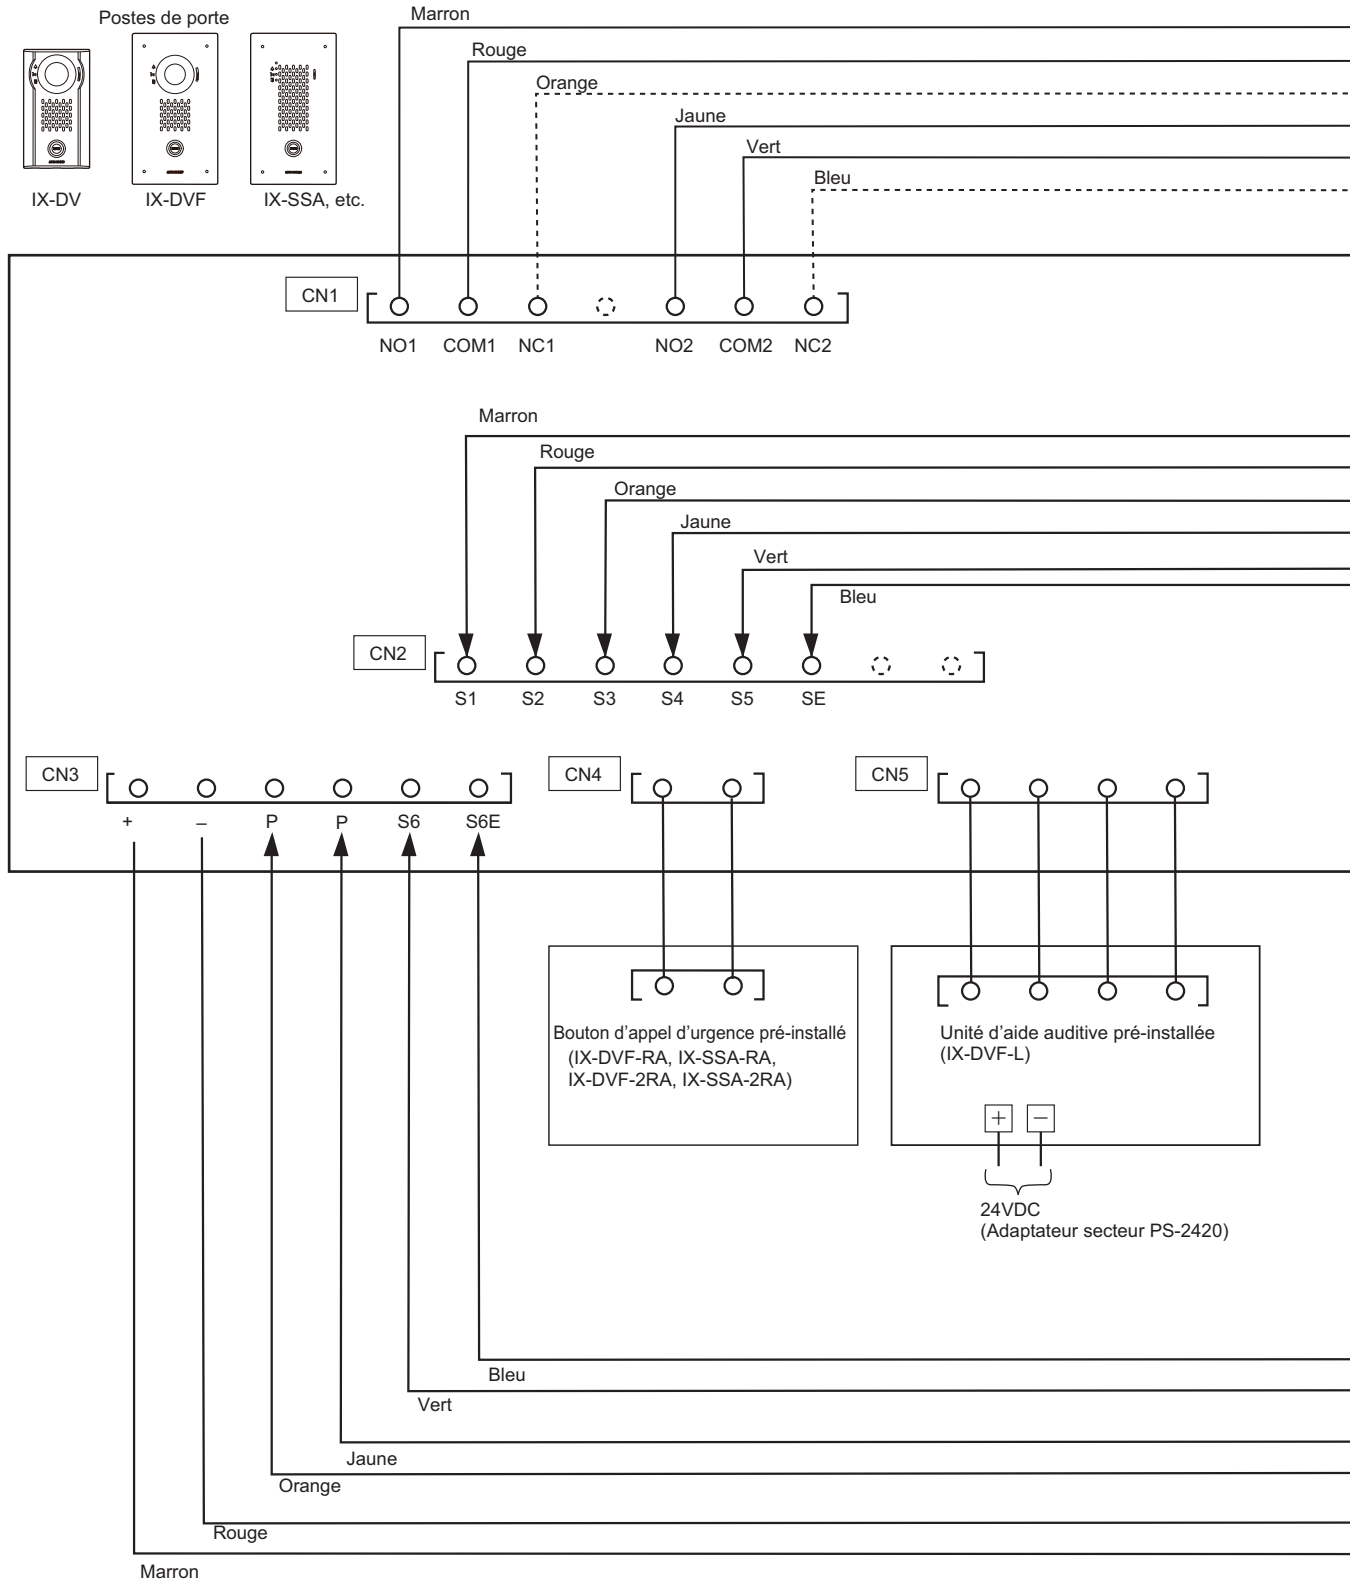 Postes de porte
IX-DV
IX-DVF
IX-SSA, etc.
Marron
Rouge
Orange
Jaune
Vert
Bleu
CN1
NO1 COM1 NC1 NO2 COM2 NC2
Marron
Rouge
Orange
Jaune
Vert
Bleu
CN2
S1 S2 S3 S4 S5 SE
CN3
+ – P P S6 S6E
CN4
CN5
Bouton d'appel d'urgence pré-installé
(IX-DVF-RA, IX-SSA-RA,
IX-DVF-2RA, IX-SSA-2RA)
Unité d'aide auditive pré-installée
(IX-DVF-L)
+ –
24VDC
(Adaptateur secteur PS-2420)
Bleu
Vert
Jaune
Orange
Rouge
Marron